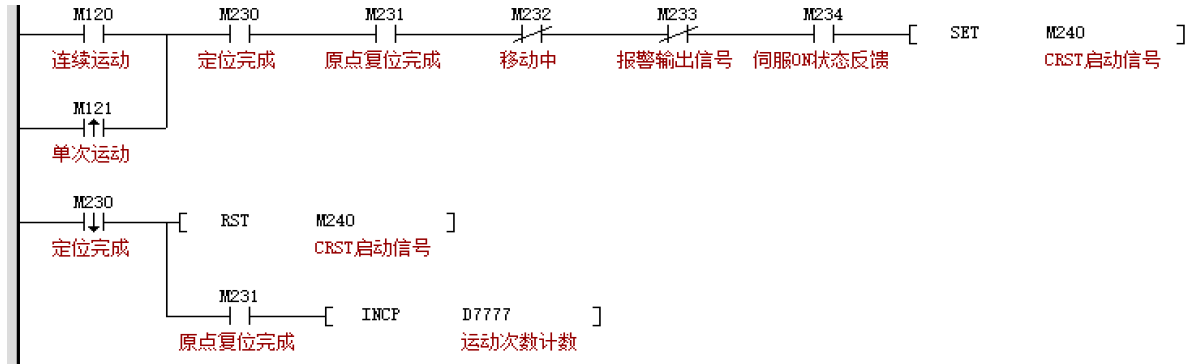 M120 M230 M231 M232 M233 M234 SET M240
连续运动 定位完成 原点复位完成 移动中 报警输出信号 伺服ON状态反馈 CRST启动信号
M121
单次运动
M230 RST M240
定位完成 CRST启动信号
M231 INCP D7777
原点复位完成 运动次数计数